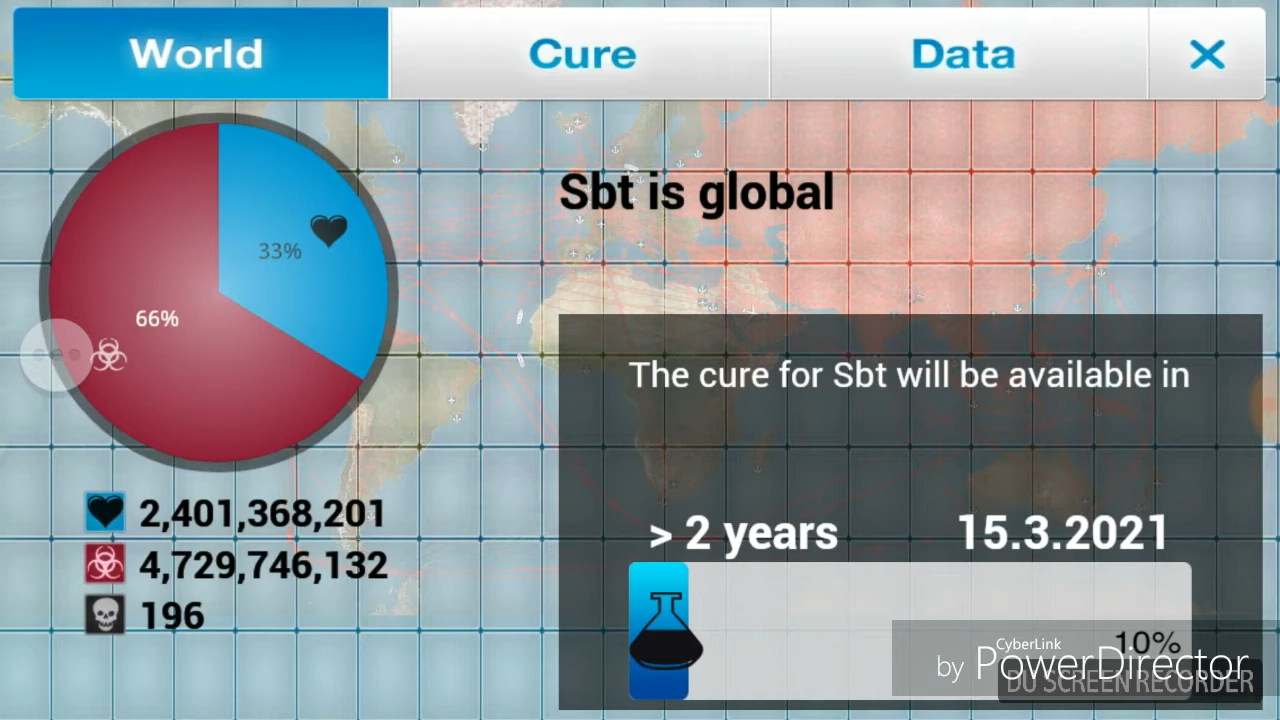 World
Cure
Data
X
Sbt is global
33%
66%
The cure for Sbt will be available in
> 2 years
15.3.2021
2,401,368,201
4,729,746,132
196
10%
CyberLink
by PowerDirector
DU SCREEN RECORDER